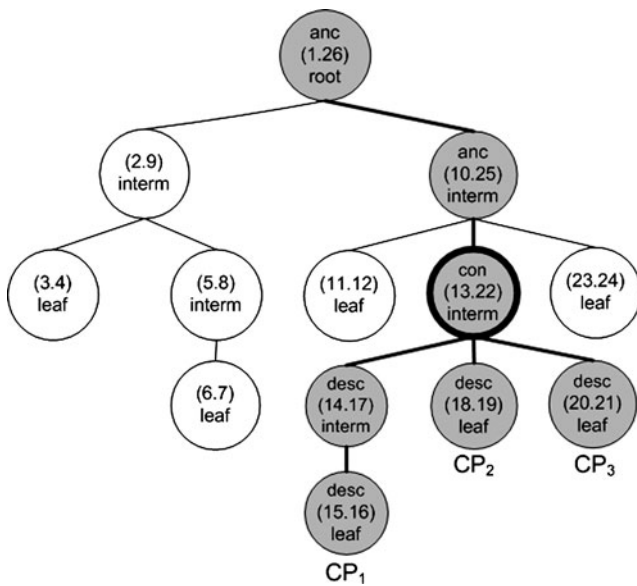 anc
(1.26)
root
(2.9)
interm
anc
(10.25)
interm
(3.4)
leaf
(5.8)
interm
(11.12)
leaf
con
(13.22)
interm
(23.24)
leaf
(6.7)
leaf
desc
(14.17)
interm
desc
(18.19)
leaf
desc
(20.21)
leaf
CP₂
CP₃
desc
(15.16)
leaf
CP₁